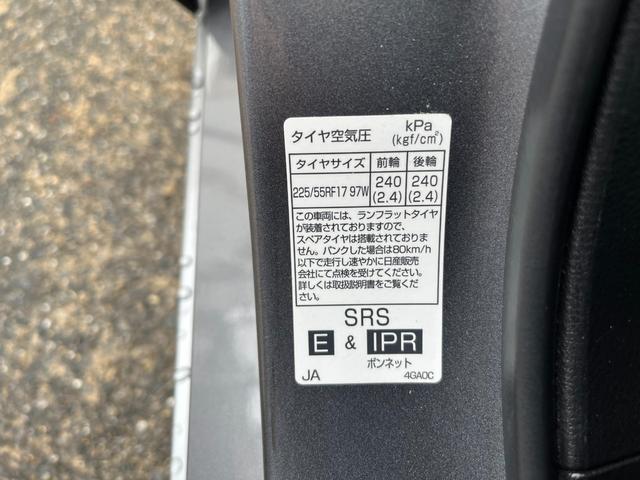 タイヤ空気圧 kPa
(kgf/cm²)
タイヤサイズ 前輪 後輪
225/55RF17 97W 240 240
(2.4) (2.4)
この車両には、ランフラットタイヤ
が装着されておりますので、
スペアタイヤは搭載されておりま
せん。パンクした場合は80km/h
以下で走行し速やかに日産販売
会社にて点検を受けてください。
詳しくは取扱説明書をご覧くだ
さい。
SRS
E & IPR
ボンネット
JA 4GA0C